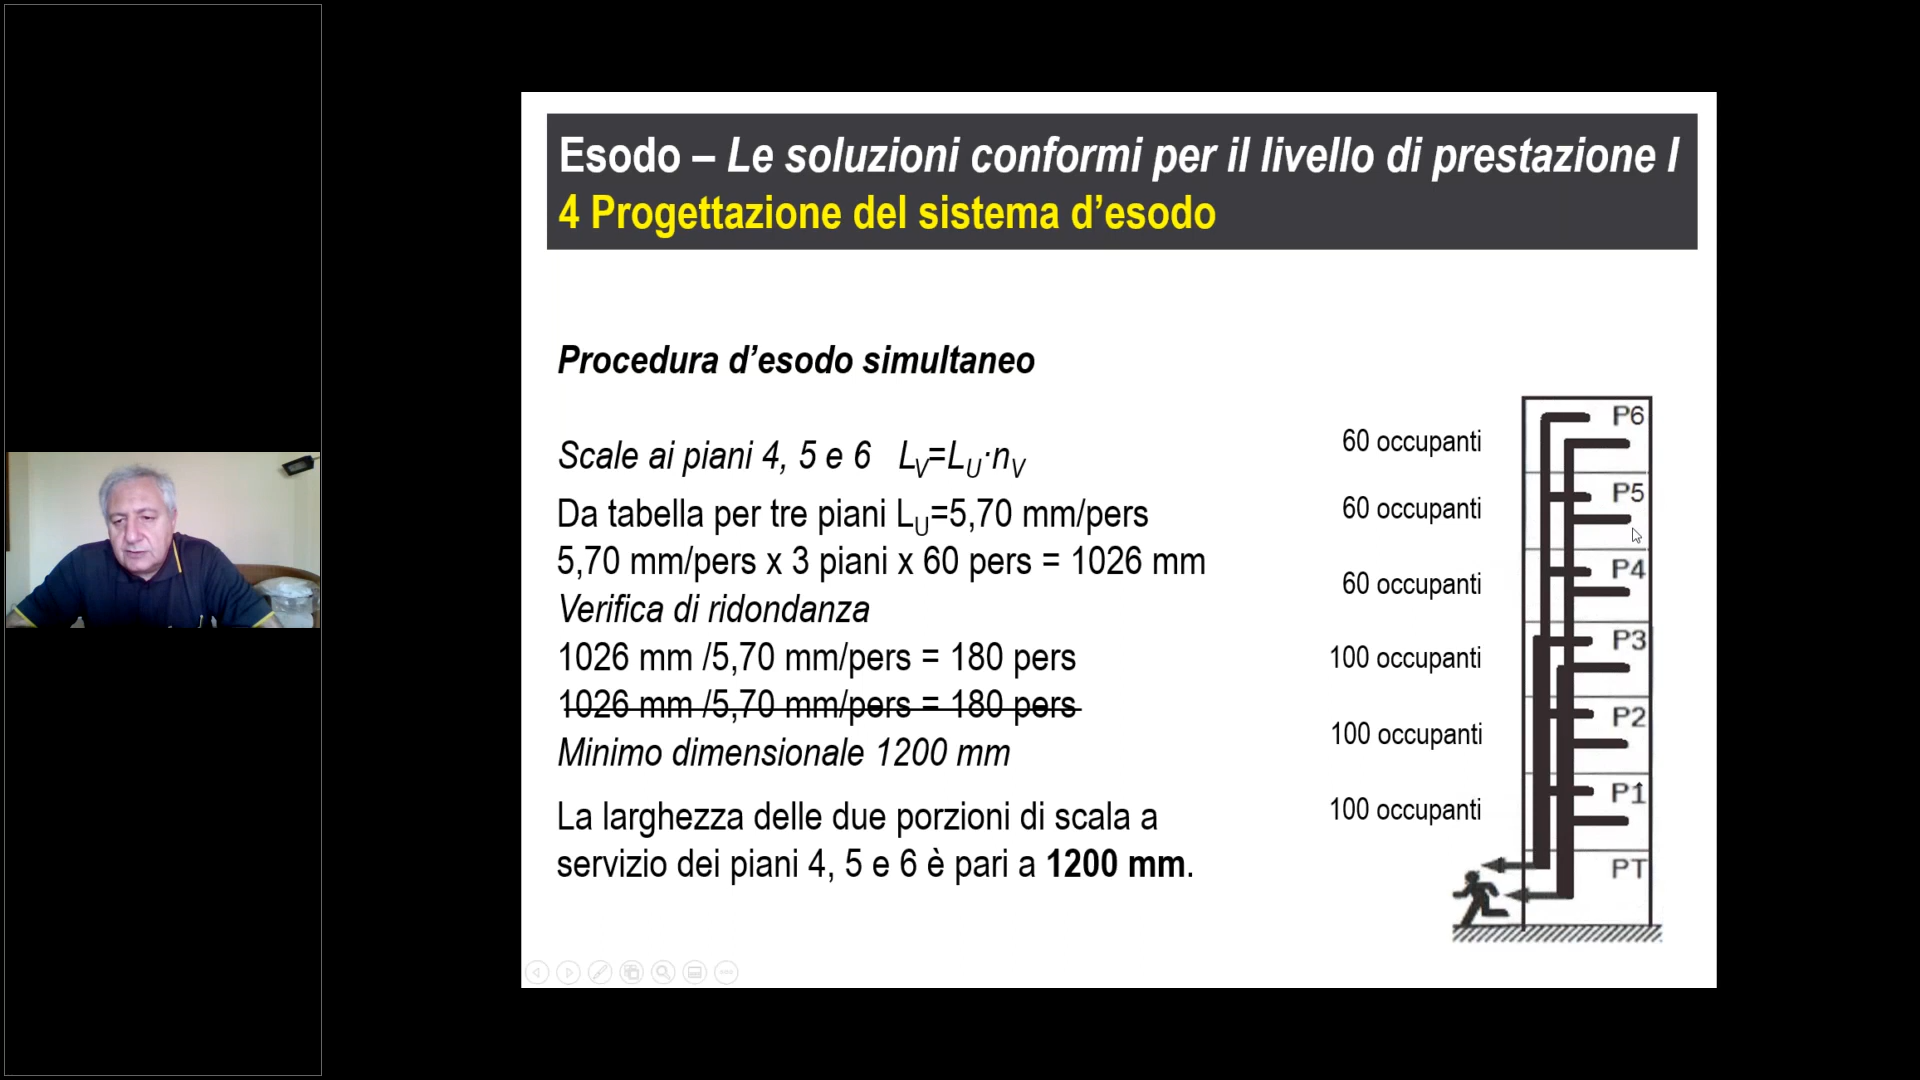 Esodo – Le soluzioni conformi per il livello di prestazione I
4 Progettazione del sistema d’esodo
Procedura d’esodo simultaneo
Scale ai piani 4, 5 e 6 LV=LU·nV
Da tabella per tre piani LU=5,70 mm/pers
5,70 mm/pers x 3 piani x 60 pers = 1026 mm
Verifica di ridondanza
1026 mm /5,70 mm/pers = 180 pers
1026 mm /5,70 mm/pers = 180 pers
Minimo dimensionale 1200 mm
La larghezza delle due porzioni di scala a
servizio dei piani 4, 5 e 6 è pari a 1200 mm.
60 occupanti
60 occupanti
60 occupanti
100 occupanti
100 occupanti
100 occupanti
P6
P5
P4
P3
P2
P1
PT